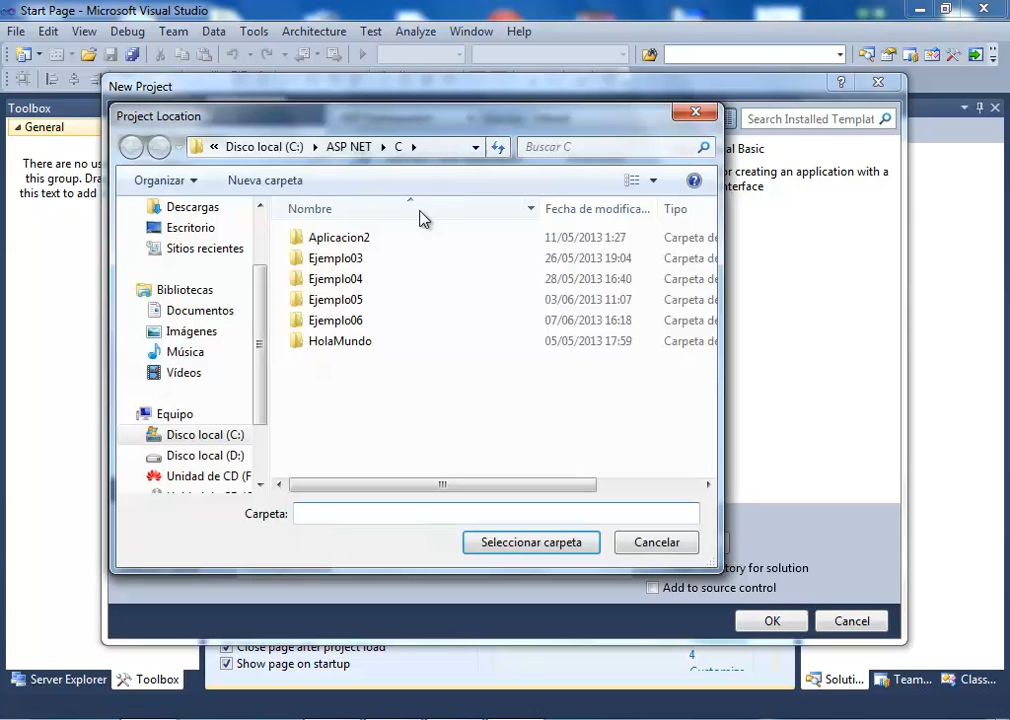 Start Page - Microsoft Visual Studio
File Edit View Debug Team Data Tools Architecture Test Analyze Window Help
New Project
Toolbox
Project Location
General
Search Installed Templat
« Disco local (C:) ▸ ASP NET ▸ C ▸
Buscar C
There are no us
this group. Dra
this text to add
al Basic
or creating an application with a
nterface
Organizar
Nueva carpeta
Nombre Fecha de modifica... Tipo
Descargas
Escritorio
Sitios recientes
Bibliotecas
Documentos
Imágenes
Música
Vídeos
Equipo
Disco local (C:)
Disco local (D:)
Unidad de CD (F
Aplicacion2 11/05/2013 1:27 Carpeta de
Ejemplo03 26/05/2013 19:04 Carpeta de
Ejemplo04 28/05/2013 16:40 Carpeta de
Ejemplo05 03/06/2013 11:07 Carpeta de
Ejemplo06 07/06/2013 16:18 Carpeta de
HolaMundo 05/05/2013 17:59 Carpeta de
Carpeta:
Seleccionar carpeta
Cancelar
tory for solution
Add to source control
OK
Cancel
Close page after project load
Show page on startup
4
Server Explorer
Toolbox
Soluti...
Team...
Class...